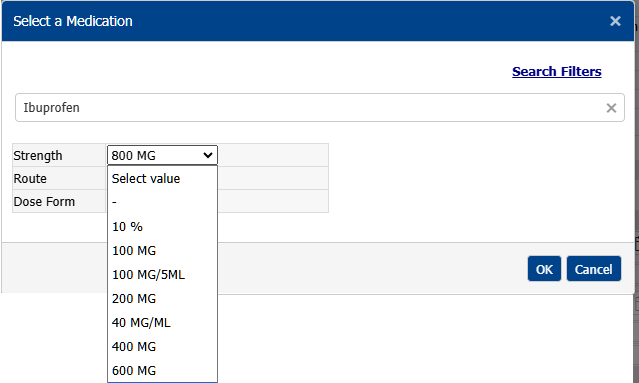 Select a Medication ×
Search Filters
Ibuprofen ×
Strength 800 MG
Route Select value
Dose Form -
10 %
100 MG
100 MG/5ML
200 MG
40 MG/ML
400 MG
600 MG
OK Cancel